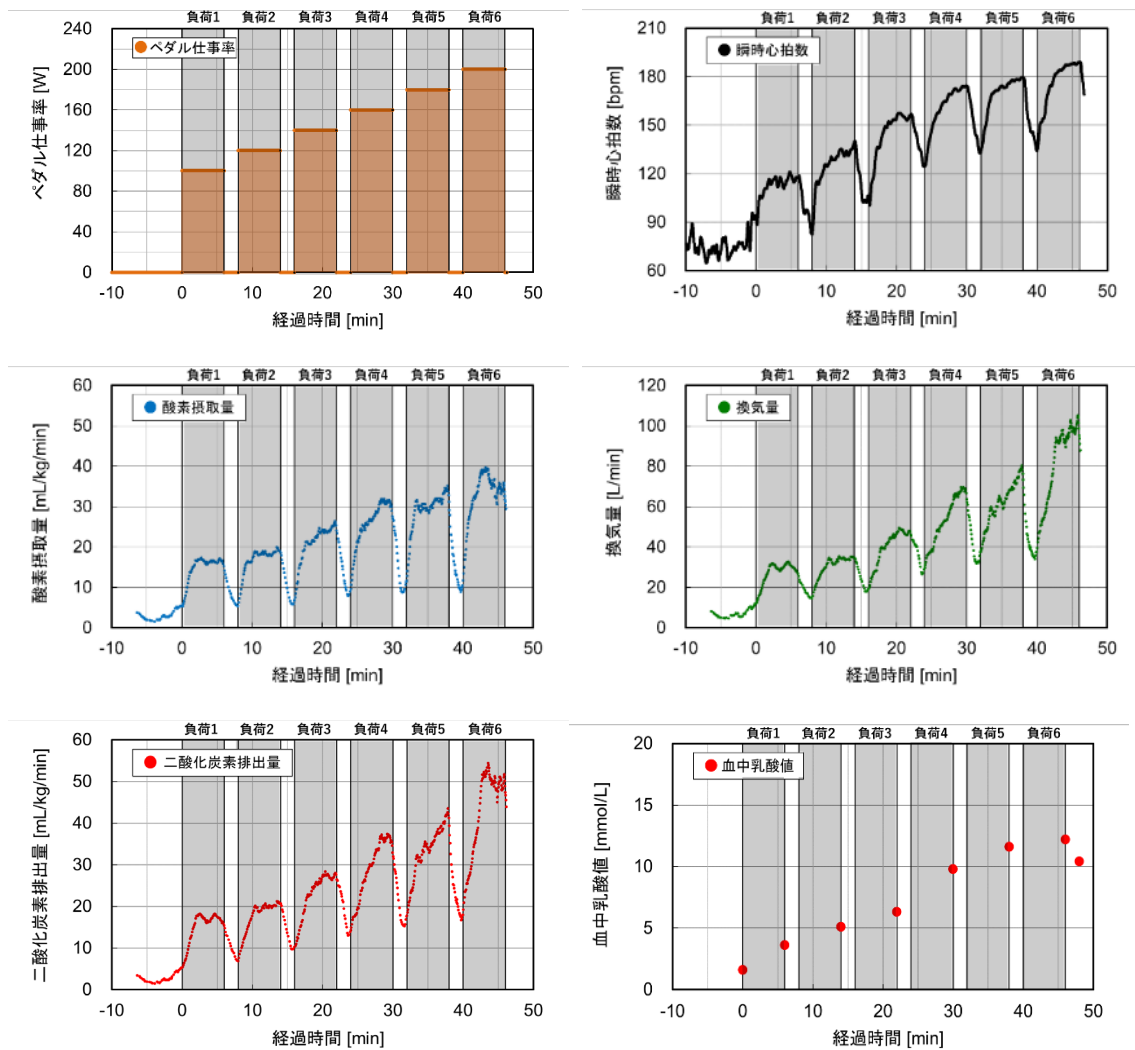 負荷1 負荷2 負荷3 負荷4 負荷5 負荷6
ペダル仕事率
ペダル仕事率 [W]
240
200
160
120
80
40
0
-10 0 10 20 30 40 50
経過時間 [min]
負荷1 負荷2 負荷3 負荷4 負荷5 負荷6
瞬時心拍数
瞬時心拍数 [bpm]
210
180
150
120
90
60
-10 0 10 20 30 40 50
経過時間 [min]
負荷1 負荷2 負荷3 負荷4 負荷5 負荷6
酸素摂取量
酸素摂取量 [mL/kg/min]
60
50
40
30
20
10
0
-10 0 10 20 30 40 50
経過時間 [min]
負荷1 負荷2 負荷3 負荷4 負荷5 負荷6
換気量
換気量 [L/min]
120
100
80
60
40
20
0
-10 0 10 20 30 40 50
経過時間 [min]
負荷1 負荷2 負荷3 負荷4 負荷5 負荷6
二酸化炭素排出量
二酸化炭素排出量 [mL/kg/min]
60
50
40
30
20
10
0
-10 0 10 20 30 40 50
経過時間 [min]
負荷1 負荷2 負荷3 負荷4 負荷5 負荷6
血中乳酸値
血中乳酸値 [mmol/L]
20
15
10
5
0
-10 0 10 20 30 40 50
経過時間 [min]